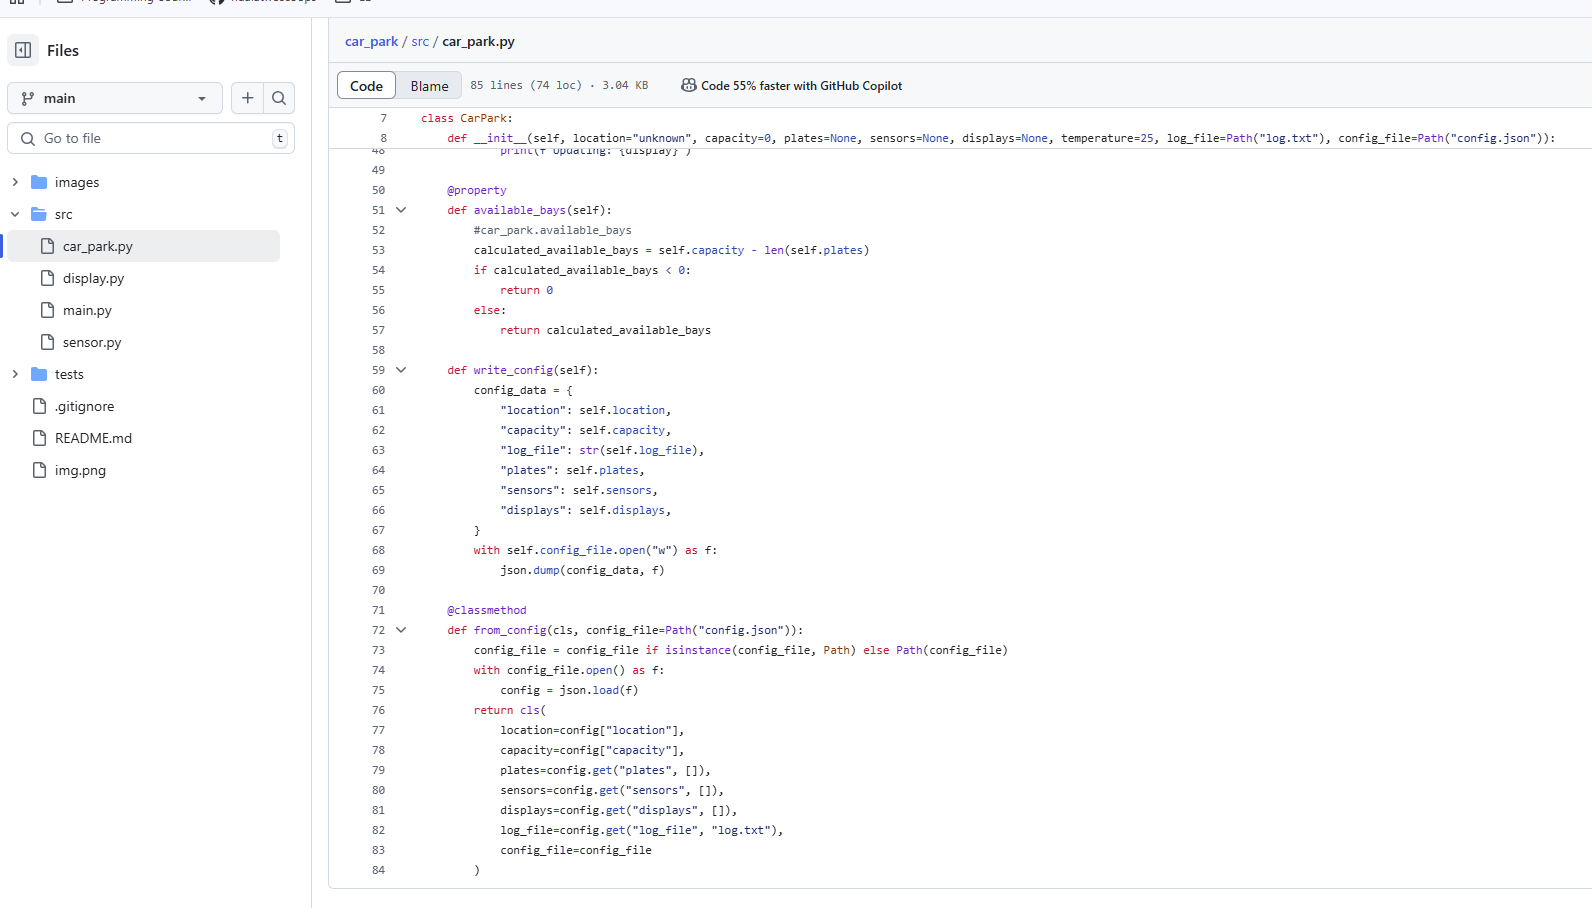 Files
main
Go to file
t
images
src
car_park.py
display.py
main.py
sensor.py
tests
.gitignore
README.md
img.png
car_park / src / car_park.py
Code Blame 85 lines (74 loc) · 3.04 KB Code 55% faster with GitHub Copilot
7 class CarPark:
8 def __init__(self, location="unknown", capacity=0, plates=None, sensors=None, displays=None, temperature=25, log_file=Path("log.txt"), config_file=Path("config.json")):
48 print(f"Updating: {display}")
49
50 @property
51 def available_bays(self):
52 #car_park.available_bays
53 calculated_available_bays = self.capacity - len(self.plates)
54 if calculated_available_bays < 0:
55 return 0
56 else:
57 return calculated_available_bays
58
59 def write_config(self):
60 config_data = {
61 "location": self.location,
62 "capacity": self.capacity,
63 "log_file": str(self.log_file),
64 "plates": self.plates,
65 "sensors": self.sensors,
66 "displays": self.displays,
67 }
68 with self.config_file.open("w") as f:
69 json.dump(config_data, f)
70
71 @classmethod
72 def from_config(cls, config_file=Path("config.json")):
73 config_file = config_file if isinstance(config_file, Path) else Path(config_file)
74 with config_file.open() as f:
75 config = json.load(f)
76 return cls(
77 location=config["location"],
78 capacity=config["capacity"],
79 plates=config.get("plates", []),
80 sensors=config.get("sensors", []),
81 displays=config.get("displays", []),
82 log_file=config.get("log_file", "log.txt"),
83 config_file=config_file
84 )